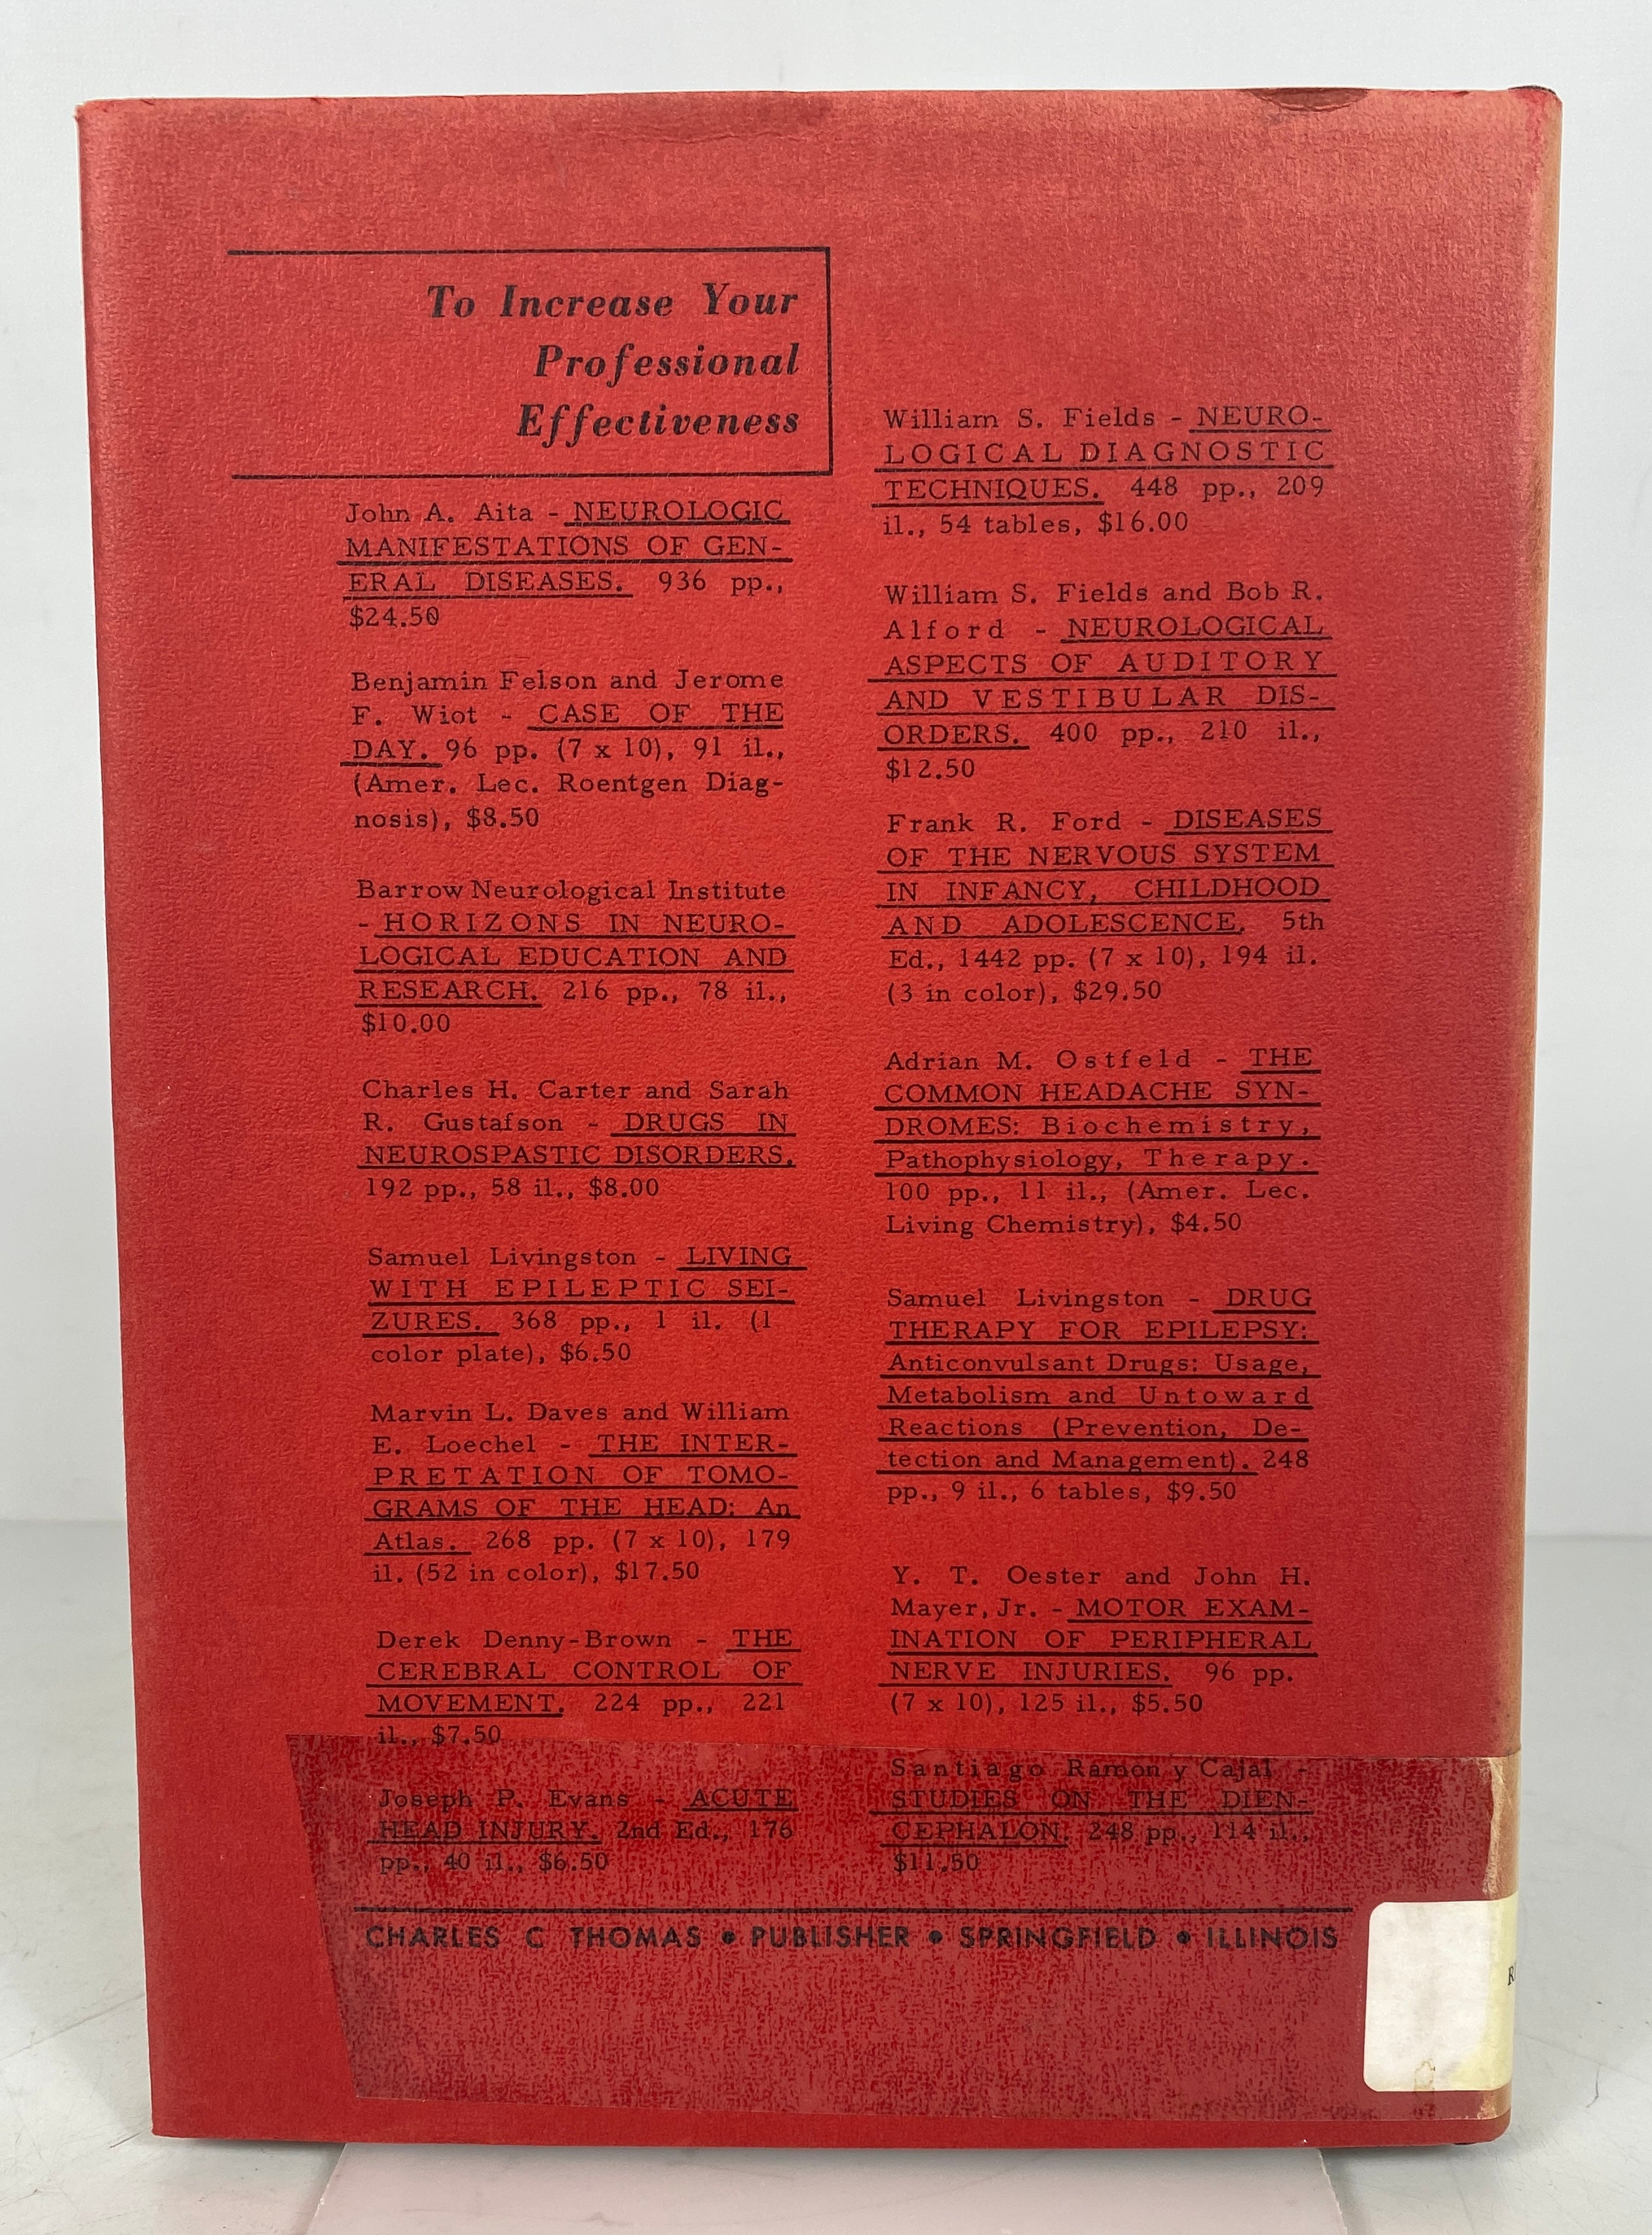 To Increase Your
Professional
Effectiveness
John A. Aita - NEUROLOGIC
MANIFESTATIONS OF GEN-
ERAL DISEASES. 936 pp.,
$24.50
Benjamin Felson and Jerome
F. Wiot - CASE OF THE
DAY. 96 pp. (7 x 10), 91 il.,
(Amer. Lec. Roentgen Diag-
nosis), $8.50
Barrow Neurological Institute
- HORIZONS IN NEURO-
LOGICAL EDUCATION AND
RESEARCH. 216 pp., 78 il.,
$10.00
Charles H. Carter and Sarah
R. Gustafson - DRUGS IN
NEUROSPASTIC DISORDERS.
192 pp., 58 il., $8.00
Samuel Livingston - LIVING
WITH EPILEPTIC SEI-
ZURES. 368 pp., 1 il. (1
color plate), $6.50
Marvin L. Daves and William
E. Loechel - THE INTER-
PRETATION OF TOMO-
GRAMS OF THE HEAD: An
Atlas. 268 pp. (7 x 10), 179
il. (52 in color), $17.50
Derek Denny-Brown - THE
CEREBRAL CONTROL OF
MOVEMENT. 224 pp., 221
il., $7.50
Joseph P. Evans - ACUTE
HEAD INJURY. 2nd Ed., 176
pp., 40 il., $6.50
William S. Fields - NEURO-
LOGICAL DIAGNOSTIC
TECHNIQUES. 448 pp., 209
il., 54 tables, $16.00
William S. Fields and Bob R.
Alford - NEUROLOGICAL
ASPECTS OF AUDITORY
AND VESTIBULAR DIS-
ORDERS. 400 pp., 210 il.,
$12.50
Frank R. Ford - DISEASES
OF THE NERVOUS SYSTEM
IN INFANCY, CHILDHOOD
AND ADOLESCENCE. 5th
Ed., 1442 pp. (7 x 10), 194 il.
(3 in color), $29.50
Adrian M. Ostfeld - THE
COMMON HEADACHE SYN-
DROMES: Biochemistry,
Pathophysiology, Therapy.
100 pp., 11 il., (Amer. Lec.
Living Chemistry), $4.50
Samuel Livingston - DRUG
THERAPY FOR EPILEPSY:
Anticonvulsant Drugs: Usage,
Metabolism and Untoward
Reactions (Prevention, De-
tection and Management). 248
pp., 9 il., 6 tables, $9.50
Y. T. Oester and John H.
Mayer, Jr. - MOTOR EXAM-
INATION OF PERIPHERAL
NERVE INJURIES. 96 pp.
(7 x 10), 125 il., $5.50
Santiago Ramon y Cajal -
STUDIES ON THE DIEN-
CEPHALON. 248 pp., 114 il.,
$11.50
CHARLES C THOMAS • PUBLISHER • SPRINGFIELD • ILLINOIS